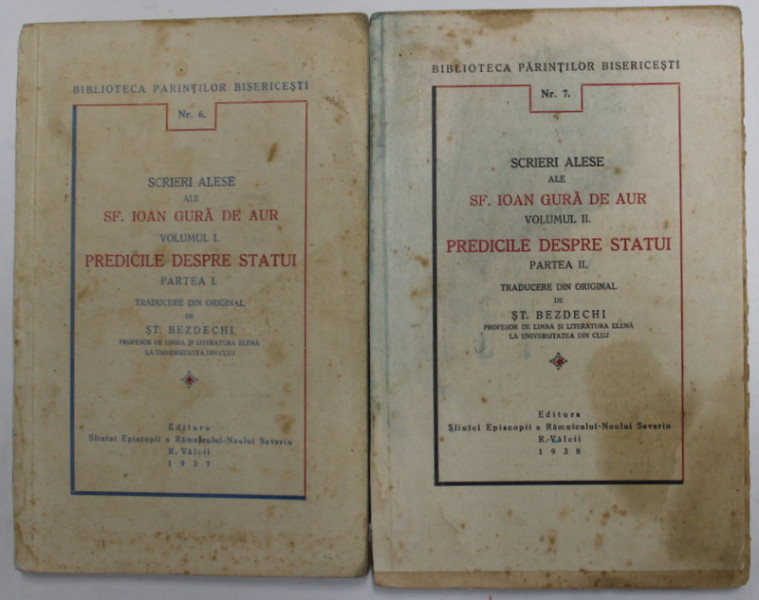 BIBLIOTECA PĂRINȚILOR BISERICEȘTI
Nr. 6.
SCRIERI ALESE
ALE
SF. IOAN GURĂ DE AUR
VOLUMUL I.
PREDICILE DESPRE STATUI
PARTEA I.
TRADUCERE DIN ORIGINAL
DE
ȘT. BEZDECHI
PROFESOR DE LIMBA ȘI LITERATURA ELENĂ
LA UNIVERSITATEA DIN CLUJ
Editura
Sfintei Episcopii a Râmnicului-Noului Severin
R. Vâlcii
1937
BIBLIOTECA PĂRINȚILOR BISERICEȘTI
Nr. 7.
SCRIERI ALESE
ALE
SF. IOAN GURĂ DE AUR
VOLUMUL II.
PREDICILE DESPRE STATUI
PARTEA II.
TRADUCERE DIN ORIGINAL
DE
ȘT. BEZDECHI
PROFESOR DE LIMBA ȘI LITERATURA ELENĂ
LA UNIVERSITATEA DIN CLUJ
Editura
Sfintei Episcopii a Râmnicului-Noului Severin
R. Vâlcii
1938